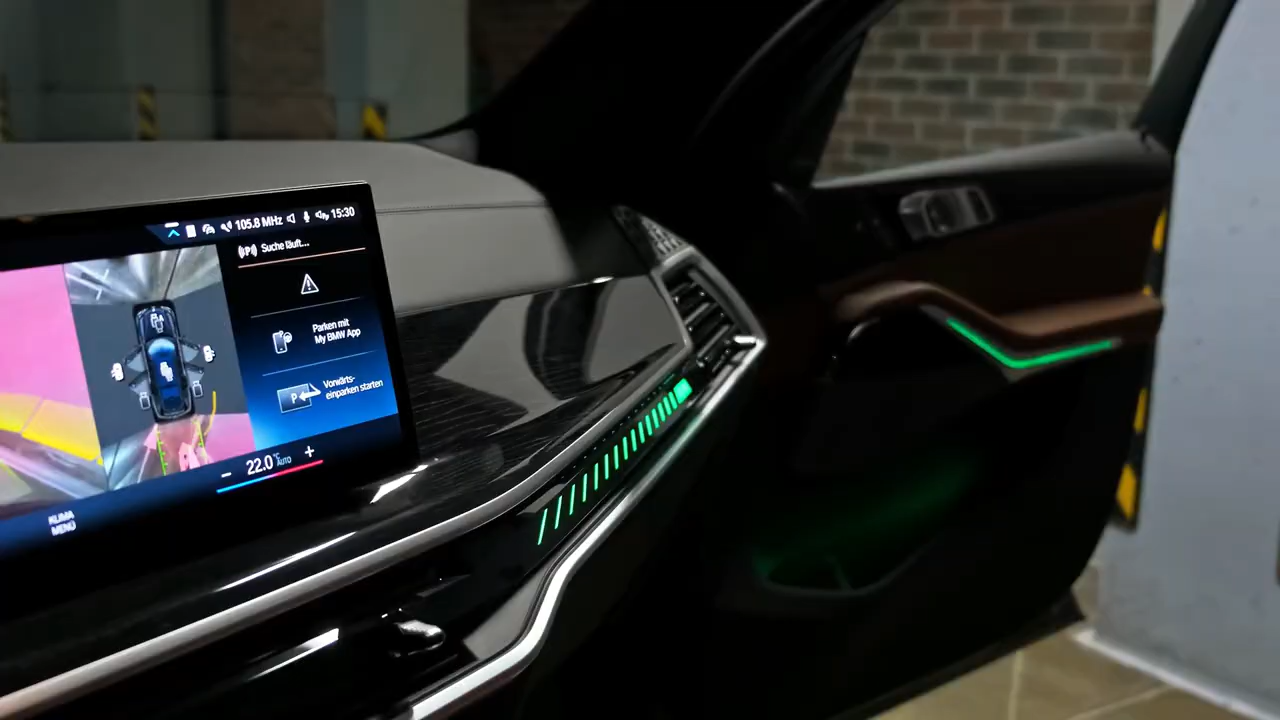 105.8 MHz 15:30
((P)) Suche läuft...
Parken mit
My BMW App
P
Vorwärts-
einparken starten
− 22.0 °C AUTO +
KLIMA
MENÜ